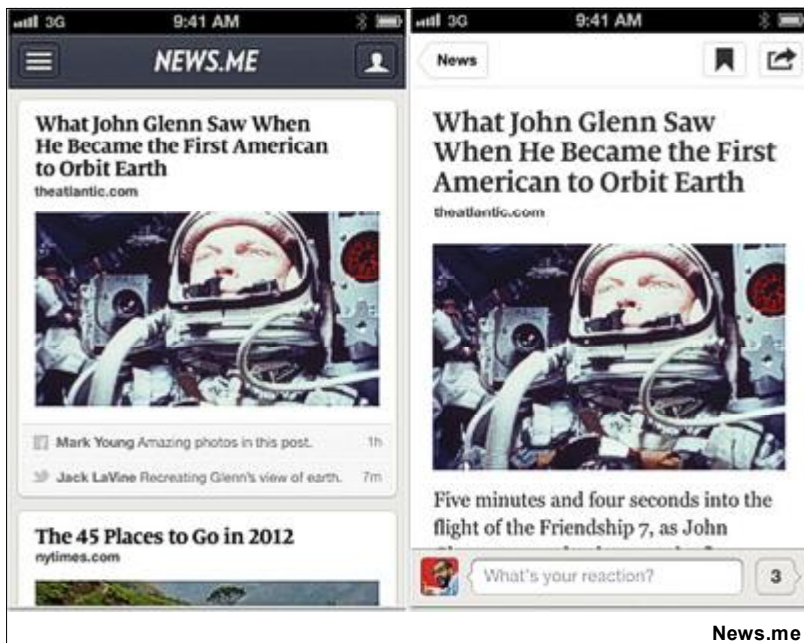 3G 9:41 AM
NEWS.ME
What John Glenn Saw When
He Became the First American
to Orbit Earth
theatlantic.com
Mark Young Amazing photos in this post. 1h
Jack LaVine Recreating Glenn's view of earth. 7m
The 45 Places to Go in 2012
nytimes.com
3G 9:41 AM
News
What John Glenn Saw
When He Became the First
American to Orbit Earth
theatlantic.com
Five minutes and four seconds into the
flight of the Friendship 7, as John
What's your reaction? 3
News.me